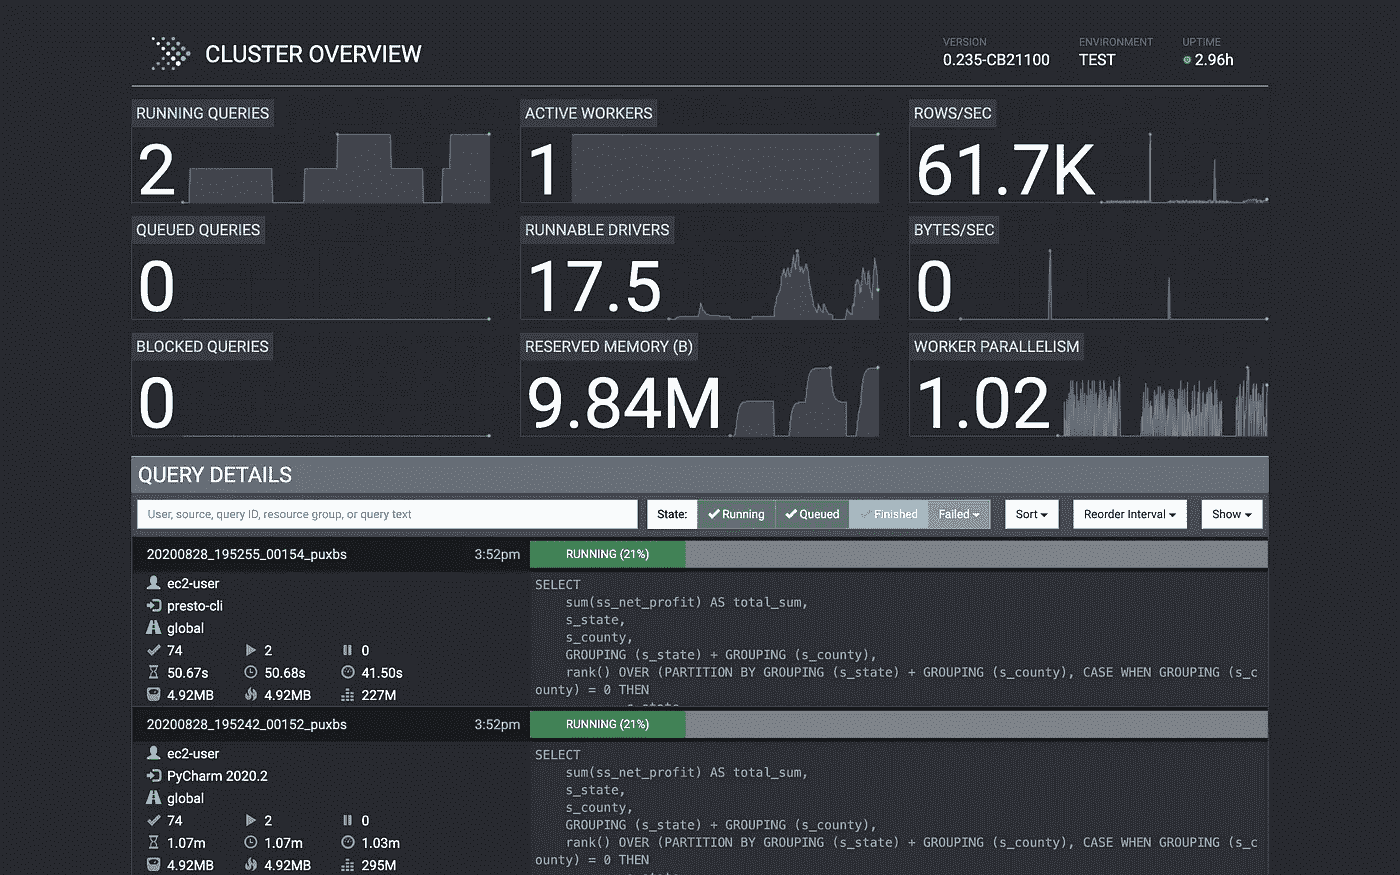 CLUSTER OVERVIEW
VERSION
0.235-CB21100
ENVIRONMENT
TEST
UPTIME
2.96h
RUNNING QUERIES
2
ACTIVE WORKERS
1
ROWS/SEC
61.7K
QUEUED QUERIES
0
RUNNABLE DRIVERS
17.5
BYTES/SEC
0
BLOCKED QUERIES
0
RESERVED MEMORY (B)
9.84M
WORKER PARALLELISM
1.02
QUERY DETAILS
User, source, query ID, resource group, or query text
State: Running Queued Finished Failed
Sort
Reorder Interval
Show
20200828_195255_00154_puxbs 3:52pm
RUNNING (21%)
ec2-user
presto-cli
global
74 2 0
50.67s 50.68s 41.50s
4.92MB 4.92MB 227M
SELECT
sum(ss_net_profit) AS total_sum,
s_state,
s_county,
GROUPING (s_state) + GROUPING (s_county),
rank() OVER (PARTITION BY GROUPING (s_state) + GROUPING (s_county), CASE WHEN GROUPING (s_c
ounty) = 0 THEN
s_state
20200828_195242_00152_puxbs 3:52pm
RUNNING (21%)
ec2-user
PyCharm 2020.2
global
74 2 0
1.07m 1.07m 1.03m
4.92MB 4.92MB 295M
SELECT
sum(ss_net_profit) AS total_sum,
s_state,
s_county,
GROUPING (s_state) + GROUPING (s_county),
rank() OVER (PARTITION BY GROUPING (s_state) + GROUPING (s_county), CASE WHEN GROUPING (s_c
ounty) = 0 THEN